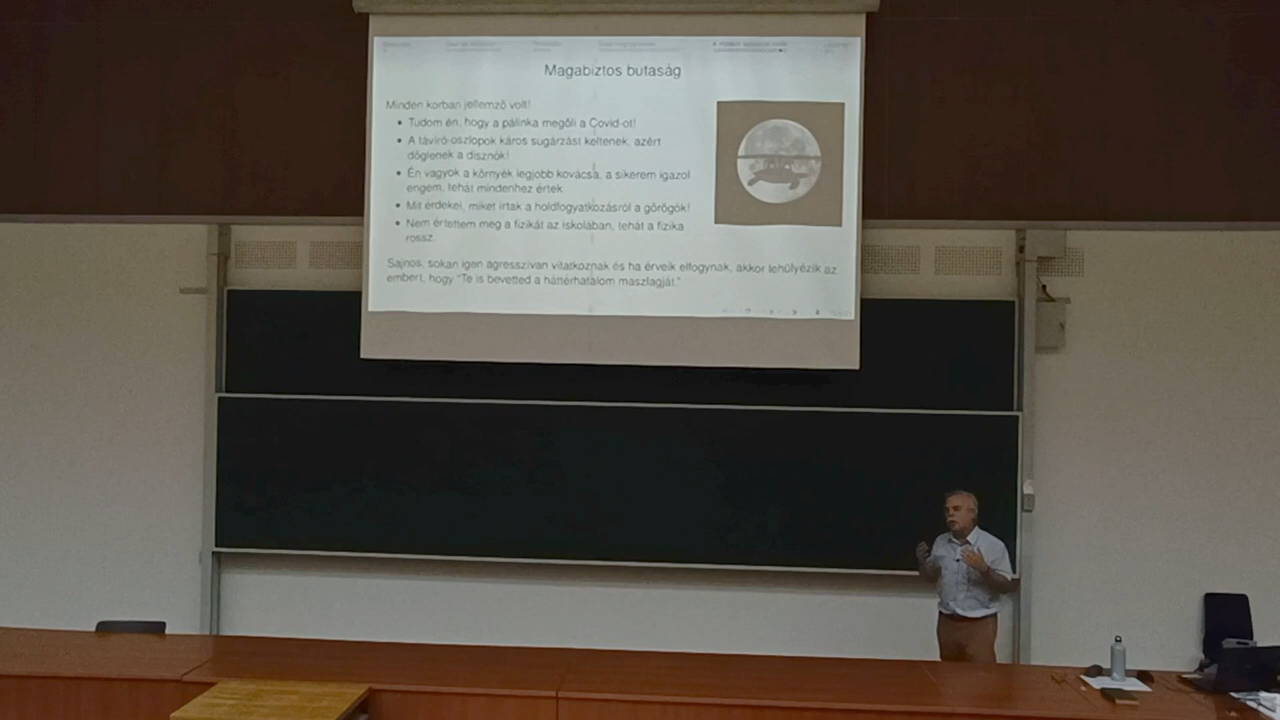 Magabiztos butaság
Minden korban jellemző volt!
• Tudom én, hogy a pálinka megöli a Covid-ot!
• A távíró-oszlopok káros sugárzást keltenek, azért
döglenek a disznók!
• Én vagyok a környék legjobb kovácsa, a sikerem igazol
engem, tehát mindenhez értek
• Mit érdekel, miket írtak a holdfogyatkozásról a görögök!
• Nem értettem meg a fizikát az iskolában, tehát a fizika
rossz.
Sajnos, sokan igen agresszívan vitatkoznak és ha érveik elfogynak, akkor lehülyézik az
embert, hogy "Te is bevetted a háttérhatalom maszlagját."